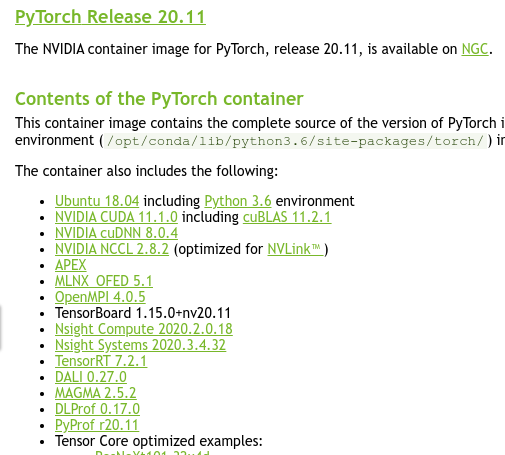 PyTorch Release 20.11
The NVIDIA container image for PyTorch, release 20.11, is available on NGC.
Contents of the PyTorch container
This container image contains the complete source of the version of PyTorch i
environment ( /opt/conda/lib/python3.6/site-packages/torch/ ) in
The container also includes the following:
• Ubuntu 18.04 including Python 3.6 environment
• NVIDIA CUDA 11.1.0 including cuBLAS 11.2.1
• NVIDIA cuDNN 8.0.4
• NVIDIA NCCL 2.8.2 (optimized for NVLink™ )
• APEX
• MLNX_OFED 5.1
• OpenMPI 4.0.5
• TensorBoard 1.15.0+nv20.11
• Nsight Compute 2020.2.0.18
• Nsight Systems 2020.3.4.32
• TensorRT 7.2.1
• DALI 0.27.0
• MAGMA 2.5.2
• DLProf 0.17.0
• PyProf r20.11
• Tensor Core optimized examples: